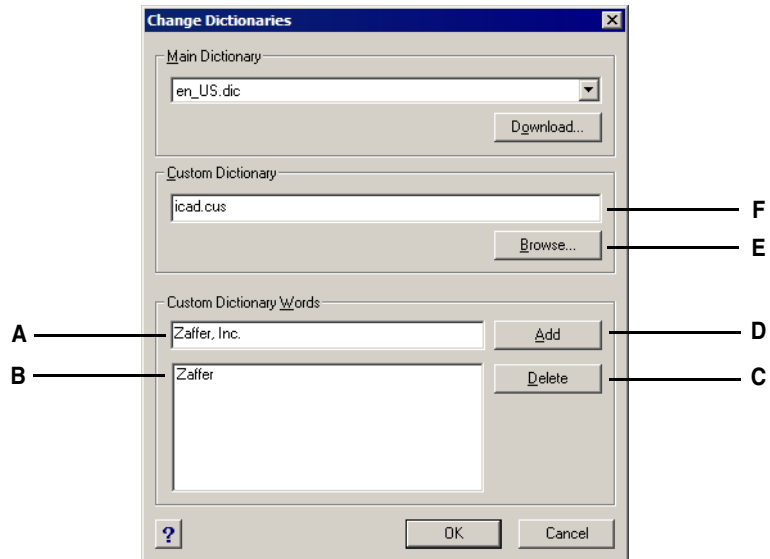 Change Dictionaries
Main Dictionary
en_US.dic
Download...
Custom Dictionary
icad.cus
F
Browse...
E
Custom Dictionary Words
A
Zaffer, Inc.
Add
D
B
Zaffer
Delete
C
?
OK
Cancel